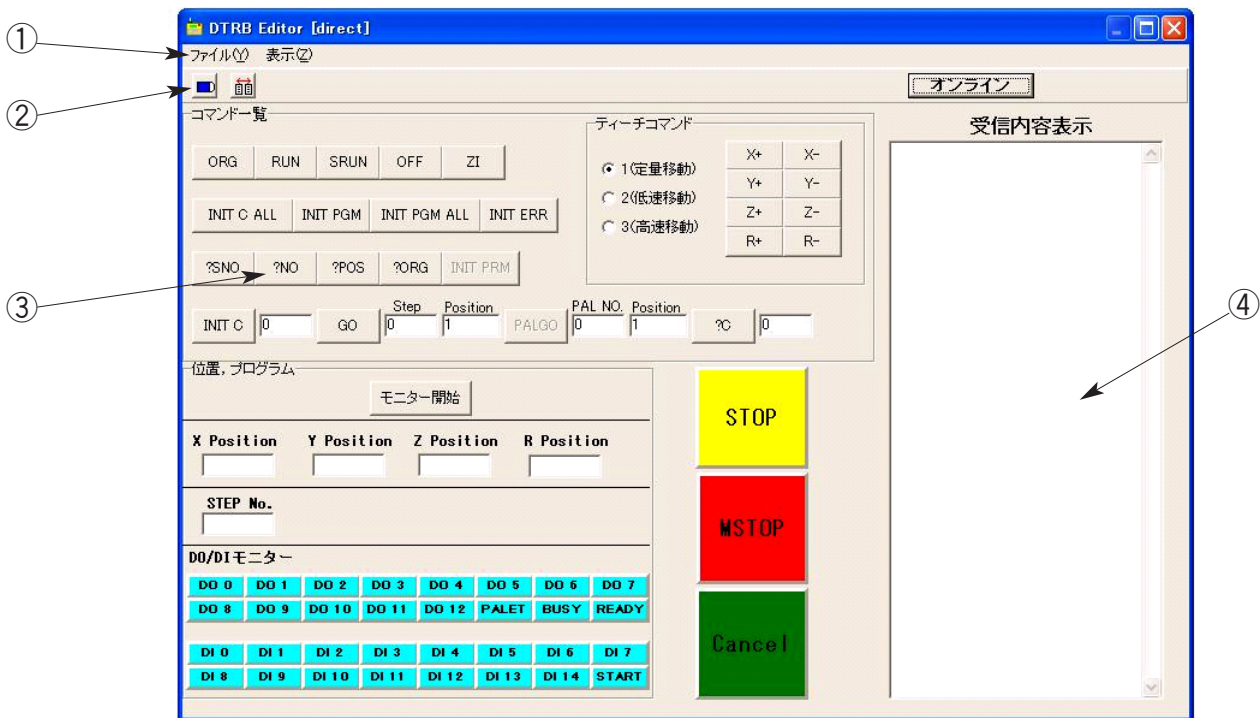 DTRB Editor [direct]
①
ファイル(Y) 表示(Z)
②
オンライン
コマンド一覧
ティーチコマンド
受信内容表示
ORG RUN SRUN OFF ZI
1(定量移動)
2(低速移動)
3(高速移動)
X+ X-
Y+ Y-
Z+ Z-
R+ R-
INIT C ALL INIT PGM INIT PGM ALL INIT ERR
③
?SNO ?NO ?POS ?ORG INIT PRM
④
Step Position PAL NO. Position
INIT C 0 GO 0 1 PALGO 0 1 ?C 0
位置,プログラム
モニター開始
X Position Y Position Z Position R Position
STEP No.
DO/DIモニター
DO 0 DO 1 DO 2 DO 3 DO 4 DO 5 DO 6 DO 7
DO 8 DO 9 DO 10 DO 11 DO 12 PALET BUSY READY
DI 0 DI 1 DI 2 DI 3 DI 4 DI 5 DI 6 DI 7
DI 8 DI 9 DI 10 DI 11 DI 12 DI 13 DI 14 START
STOP
MSTOP
Cancel